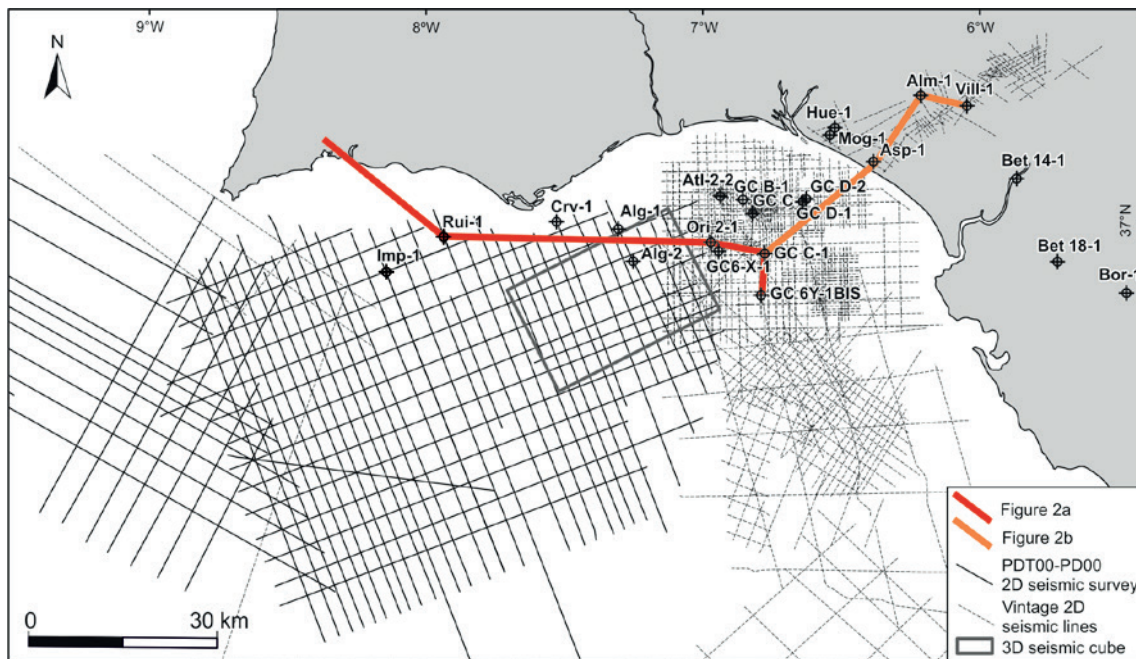 9°W
8°W
7°W
6°W
N
Alm-1
Vill-1
Hue-1
Mog-1
Asp-1
Bet 14-1
Atl-2-2
GC B-1
GC D-2
GC C-
GC D-1
Crv-1
Alg-1
Rui-1
Ori 2-1
37°N
Imp-1
Alg-2
GC6-X-1
GC C-1
Bet 18-1
GC 6Y-1BIS
Bor-1
Figure 2a
Figure 2b
PDT00-PD00
2D seismic survey
Vintage 2D
seismic lines
3D seismic cube
0 30 km